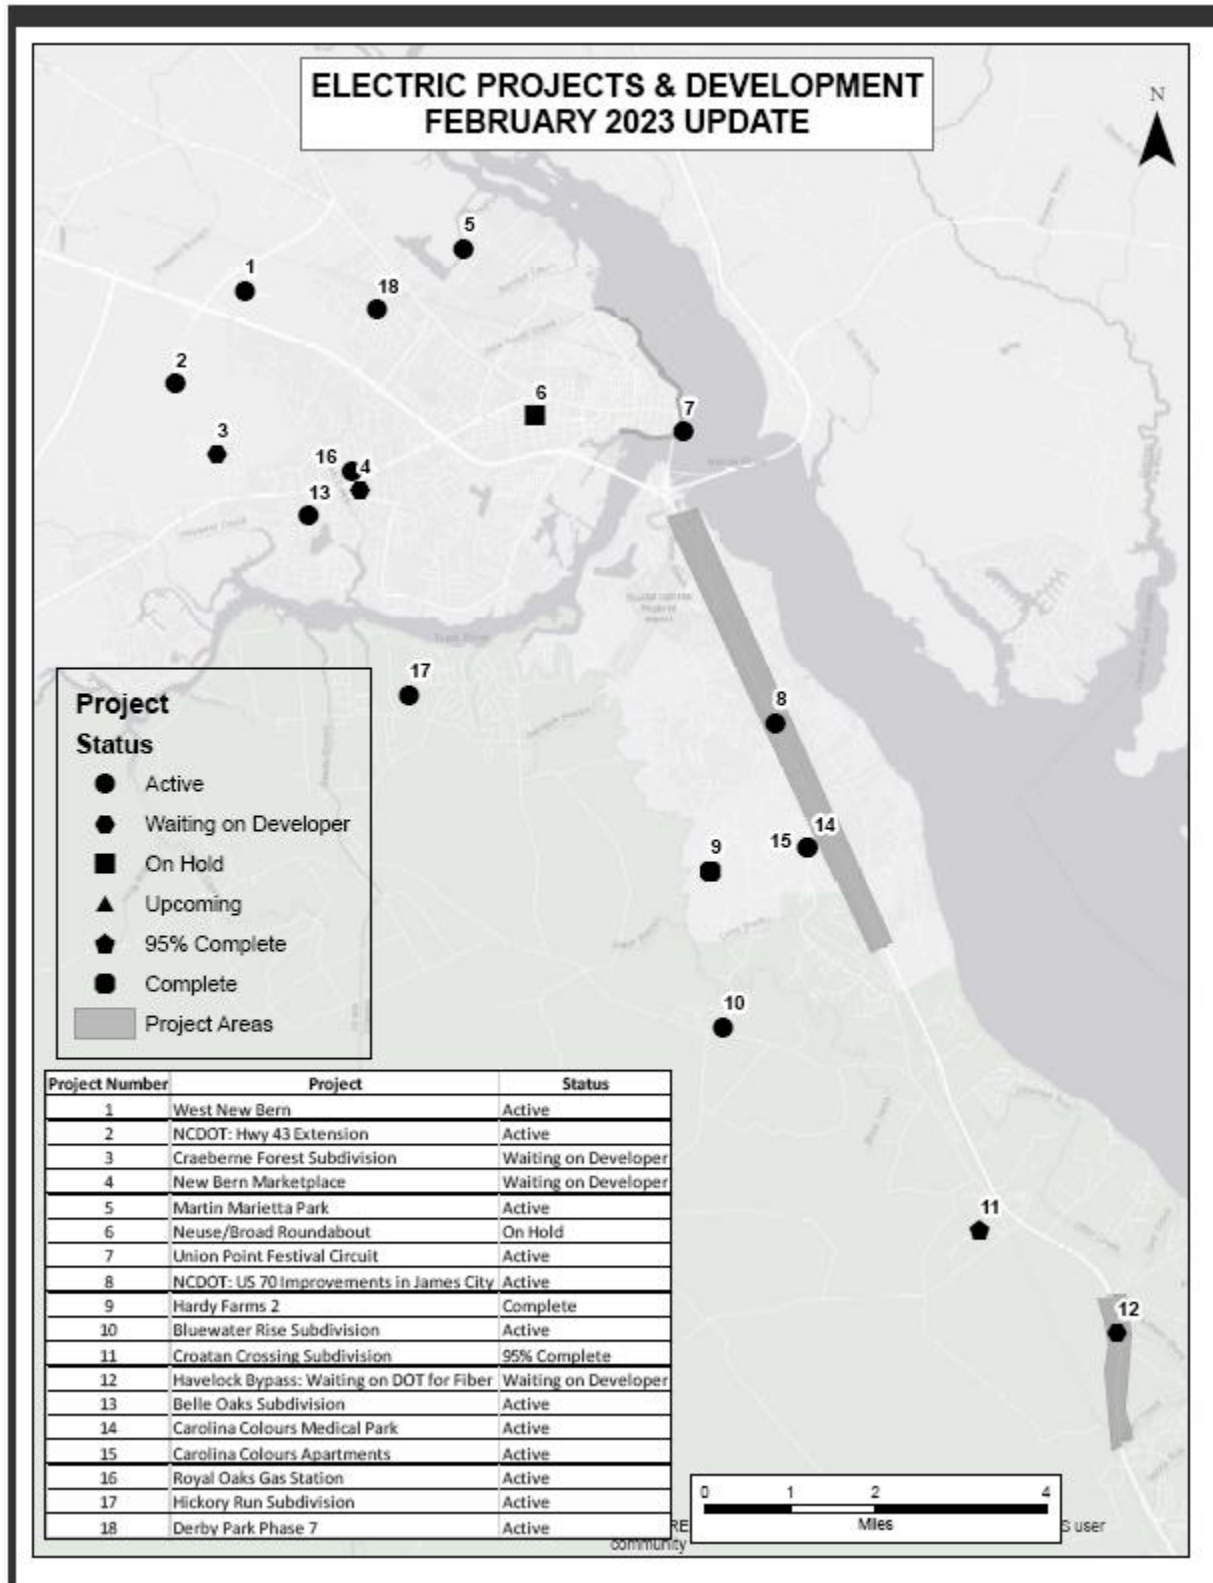 ELECTRIC PROJECTS & DEVELOPMENT
FEBRUARY 2023 UPDATE
N
5
1
18
2
6
7
3
16
4
13
17
8
14
15
9
10
11
12
Trent River
Project
Status
Active
Waiting on Developer
On Hold
Upcoming
95% Complete
Complete
Project Areas
Project Number Project Status
1 West New Bern Active
2 NCDOT: Hwy 43 Extension Active
3 Craeberne Forest Subdivision Waiting on Developer
4 New Bern Marketplace Waiting on Developer
5 Martin Marietta Park Active
6 Neuse/Broad Roundabout On Hold
7 Union Point Festival Circuit Active
8 NCDOT: US 70 Improvements in James City Active
9 Hardy Farms 2 Complete
10 Bluewater Rise Subdivision Active
11 Croatan Crossing Subdivision 95% Complete
12 Havelock Bypass: Waiting on DOT for Fiber Waiting on Developer
13 Belle Oaks Subdivision Active
14 Carolina Colours Medical Park Active
15 Carolina Colours Apartments Active
16 Royal Oaks Gas Station Active
17 Hickory Run Subdivision Active
18 Derby Park Phase 7 Active
0 1 2 4
Miles
RE S user
community